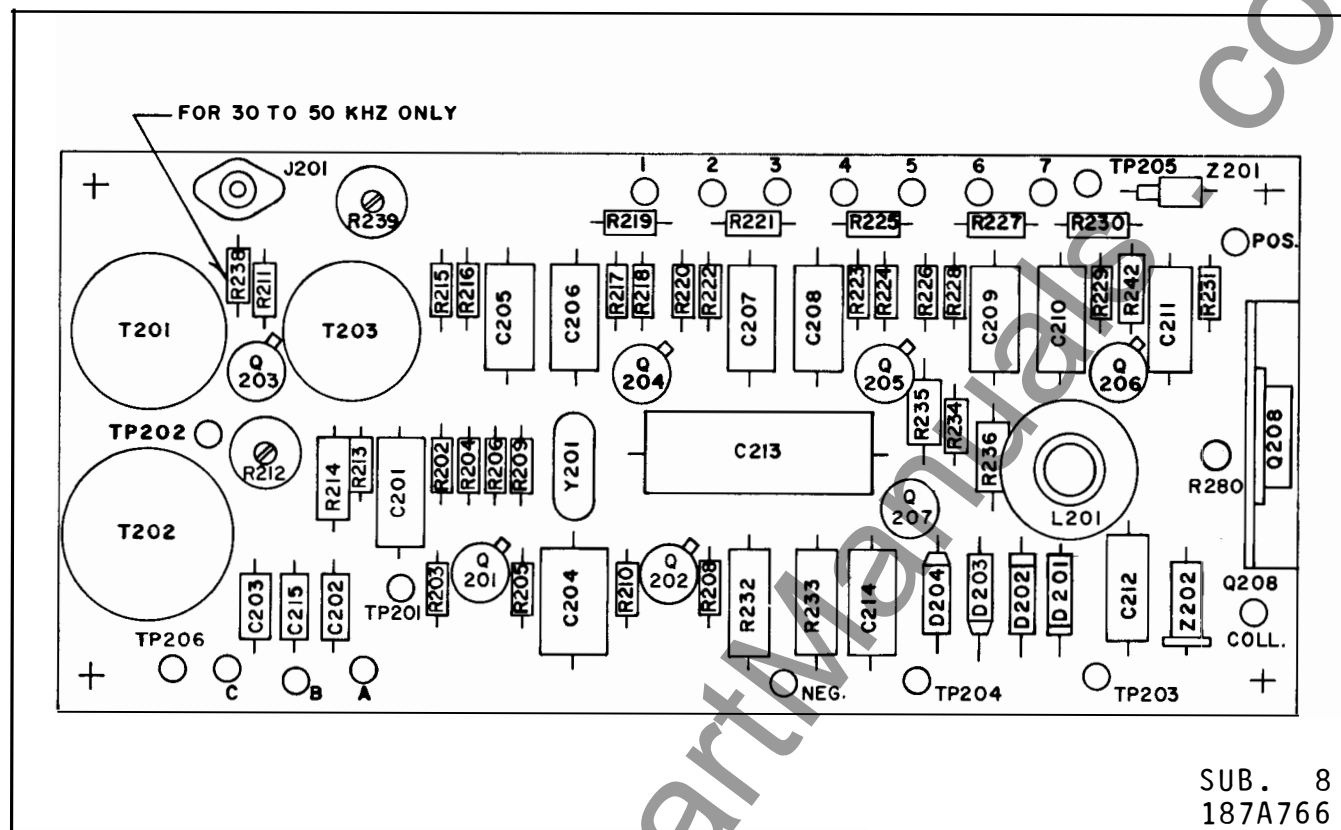 FOR 30 TO 50 KHZ ONLY
J201
R239
1 2 3 4 5 6 7
TP205
Z201
R219
R221
R225
R227
R230
POS.
R238
R211
T201
T203
R215
R216
C205
C206
R217
R218
R220
R222
C207
C208
R223
R224
R226
R228
C209
C210
R229
R242
C211
R231
Q
203
Q
204
Q
205
Q
206
TP202
R212
R214
R213
C201
R202
R204
R206
R209
Y201
C213
R235
R234
R236
L201
Q208
R280
T202
Q
207
C203
C215
C202
TP201
R203
Q
201
R205
C204
R210
Q
202
R208
R232
R233
C214
D204
D203
D202
D201
C212
Z202
Q208
COLL.
TP206
C
B
A
NEG.
TP204
TP203
SUB. 8
187A766
artManuals.co